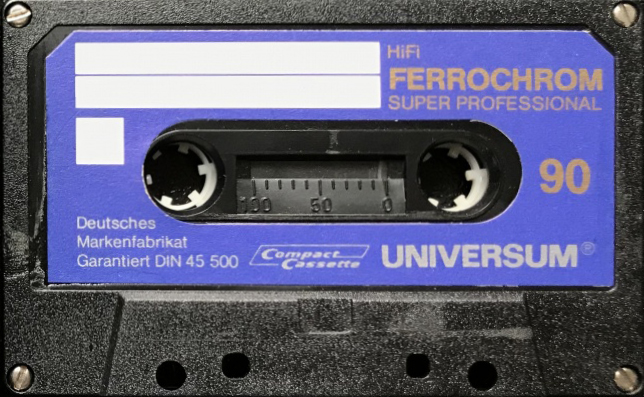 HiFi
FERROCHROM
SUPER PROFESSIONAL
90
100 50 0
Deutsches
Markenfabrikat
Garantiert DIN 45 500
Compact
Cassette
UNIVERSUM®